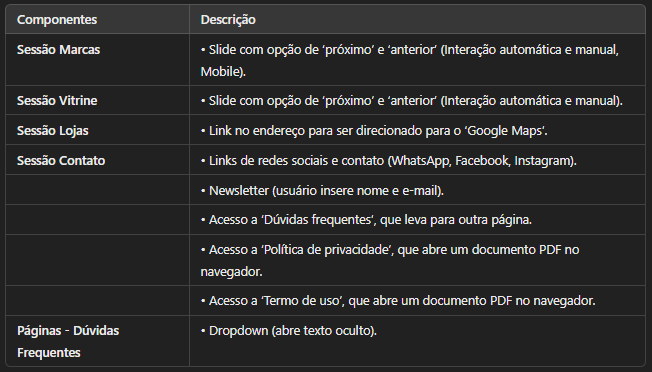 Componentes Descrição
Sessão Marcas • Slide com opção de 'próximo' e 'anterior' (Interação automática e manual,
Mobile).
Sessão Vitrine • Slide com opção de 'próximo' e 'anterior' (Interação automática e manual).
Sessão Lojas • Link no endereço para ser direcionado para o 'Google Maps'.
Sessão Contato • Links de redes sociais e contato (WhatsApp, Facebook, Instagram).
• Newsletter (usuário insere nome e e-mail).
• Acesso a 'Dúvidas frequentes', que leva para outra página.
• Acesso a 'Política de privacidade', que abre um documento PDF no
navegador.
• Acesso a 'Termo de uso', que abre um documento PDF no navegador.
Páginas - Dúvidas • Dropdown (abre texto oculto).
Frequentes